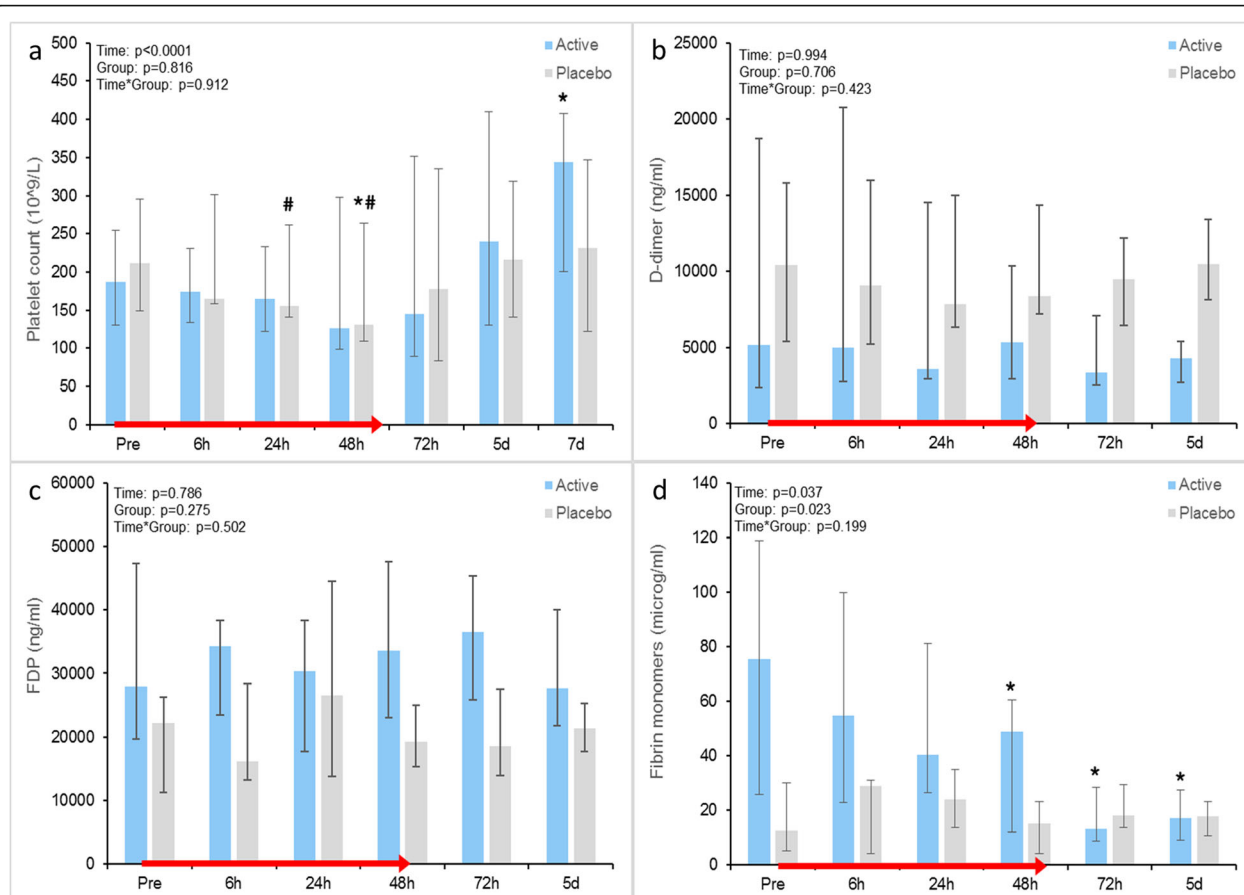 a
Time: p<0.0001
Group: p=0.816
Time*Group: p=0.912
Active
Placebo
Platelet count (10^9/L)
500
450
400
350
300
250
200
150
100
50
0
#
*#
*
Pre 6h 24h 48h 72h 5d 7d
b
Time: p=0.994
Group: p=0.706
Time*Group: p=0.423
Active
Placebo
D-dimer (ng/ml)
25000
20000
15000
10000
5000
0
Pre 6h 24h 48h 72h 5d
c
Time: p=0.786
Group: p=0.275
Time*Group: p=0.502
Active
Placebo
FDP (ng/ml)
60000
50000
40000
30000
20000
10000
0
Pre 6h 24h 48h 72h 5d
d
Time: p=0.037
Group: p=0.023
Time*Group: p=0.199
Active
Placebo
Fibrin monomers (microg/ml)
140
120
100
80
60
40
20
0
*
*
*
Pre 6h 24h 48h 72h 5d